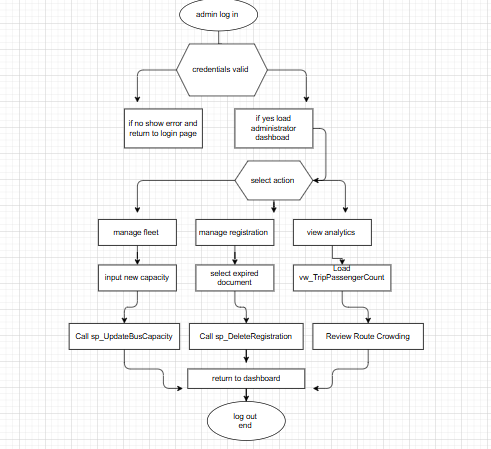 admin log in
credentials valid
if no show error and
return to login page
if yes load
administrator
dashboad
select action
manage fleet
manage registration
view analytics
input new capacity
select expired
document
Load
vw_TripPassengerCount
Call sp_UpdateBusCapacity
Call sp_DeleteRegistration
Review Route Crowding
return to dashboard
log out
end